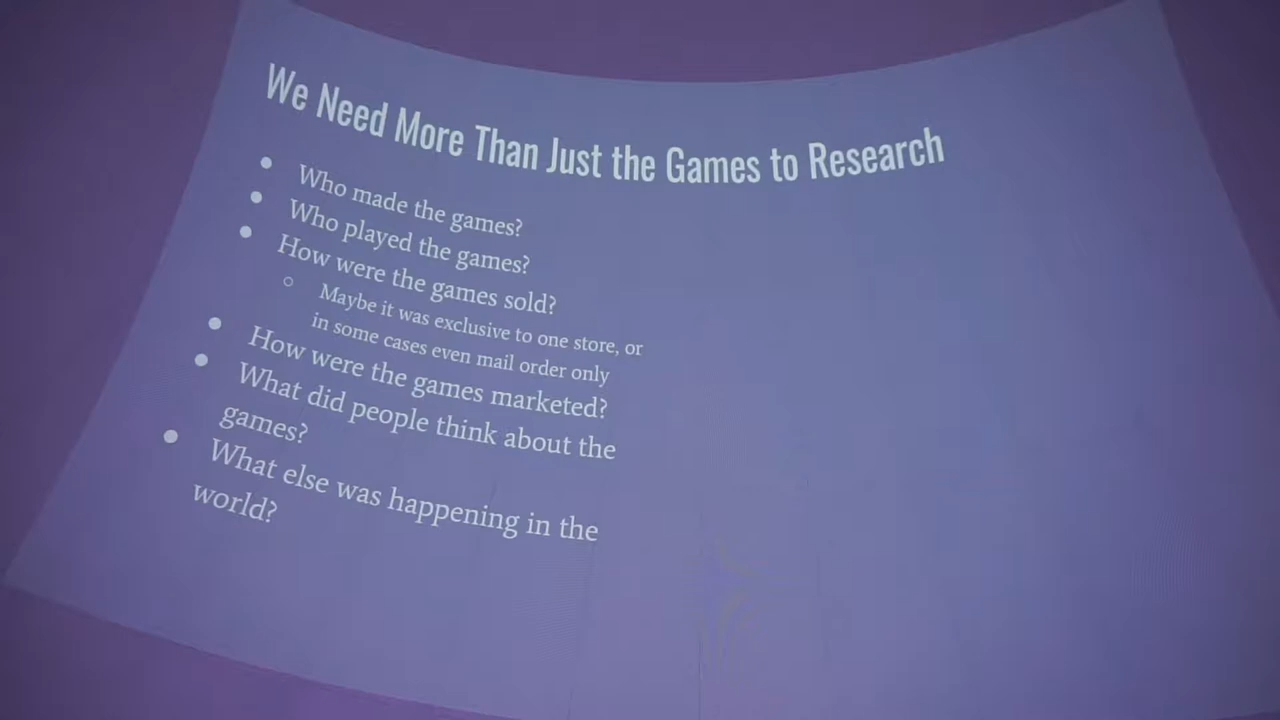 We Need More Than Just the Games to Research
● Who made the games?
● Who played the games?
● How were the games sold?
○ Maybe it was exclusive to one store, or
in some cases even mail order only
● How were the games marketed?
● What did people think about the
games?
● What else was happening in the
world?